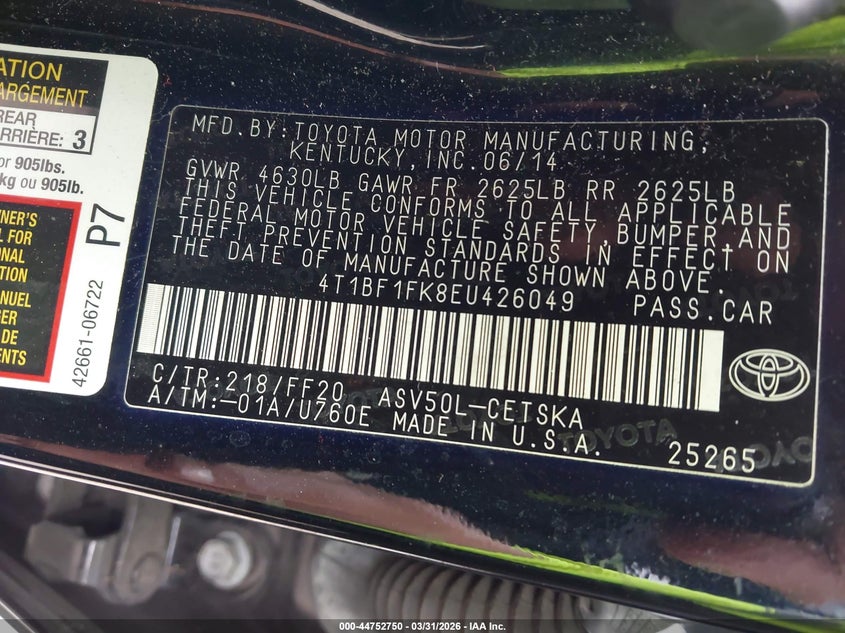 ATION
ARGEMENT
REAR
RRIÈRE: 3
or 905lbs.
kg ou 905lb.
NER'S
L FOR
ONAL
TION
ANUEL
GER
DE
DENTS
P7
42661-06722
MFD.BY:TOYOTA MOTOR MANUFACTURING,
KENTUCKY,INC.06/14
GVWR 4630LB GAWR FR 2625LB RR 2625LB
THIS VEHICLE CONFORMS TO ALL APPLICABLE
FEDERAL MOTOR VEHICLE SAFETY,BUMPER,AND
THEFT PREVENTION STANDARDS IN EFFECT ON
THE DATE OF MANUFACTURE SHOWN ABOVE.
4T1BF1FK8EU426049 PASS.CAR
C/TR:218/FF20 ASV50L-CETSKA
A/TM:-01A/U760E MADE IN U.S.A.
25265
TOYOTA
000-44752750 - 03/31/2026 - IAA Inc.